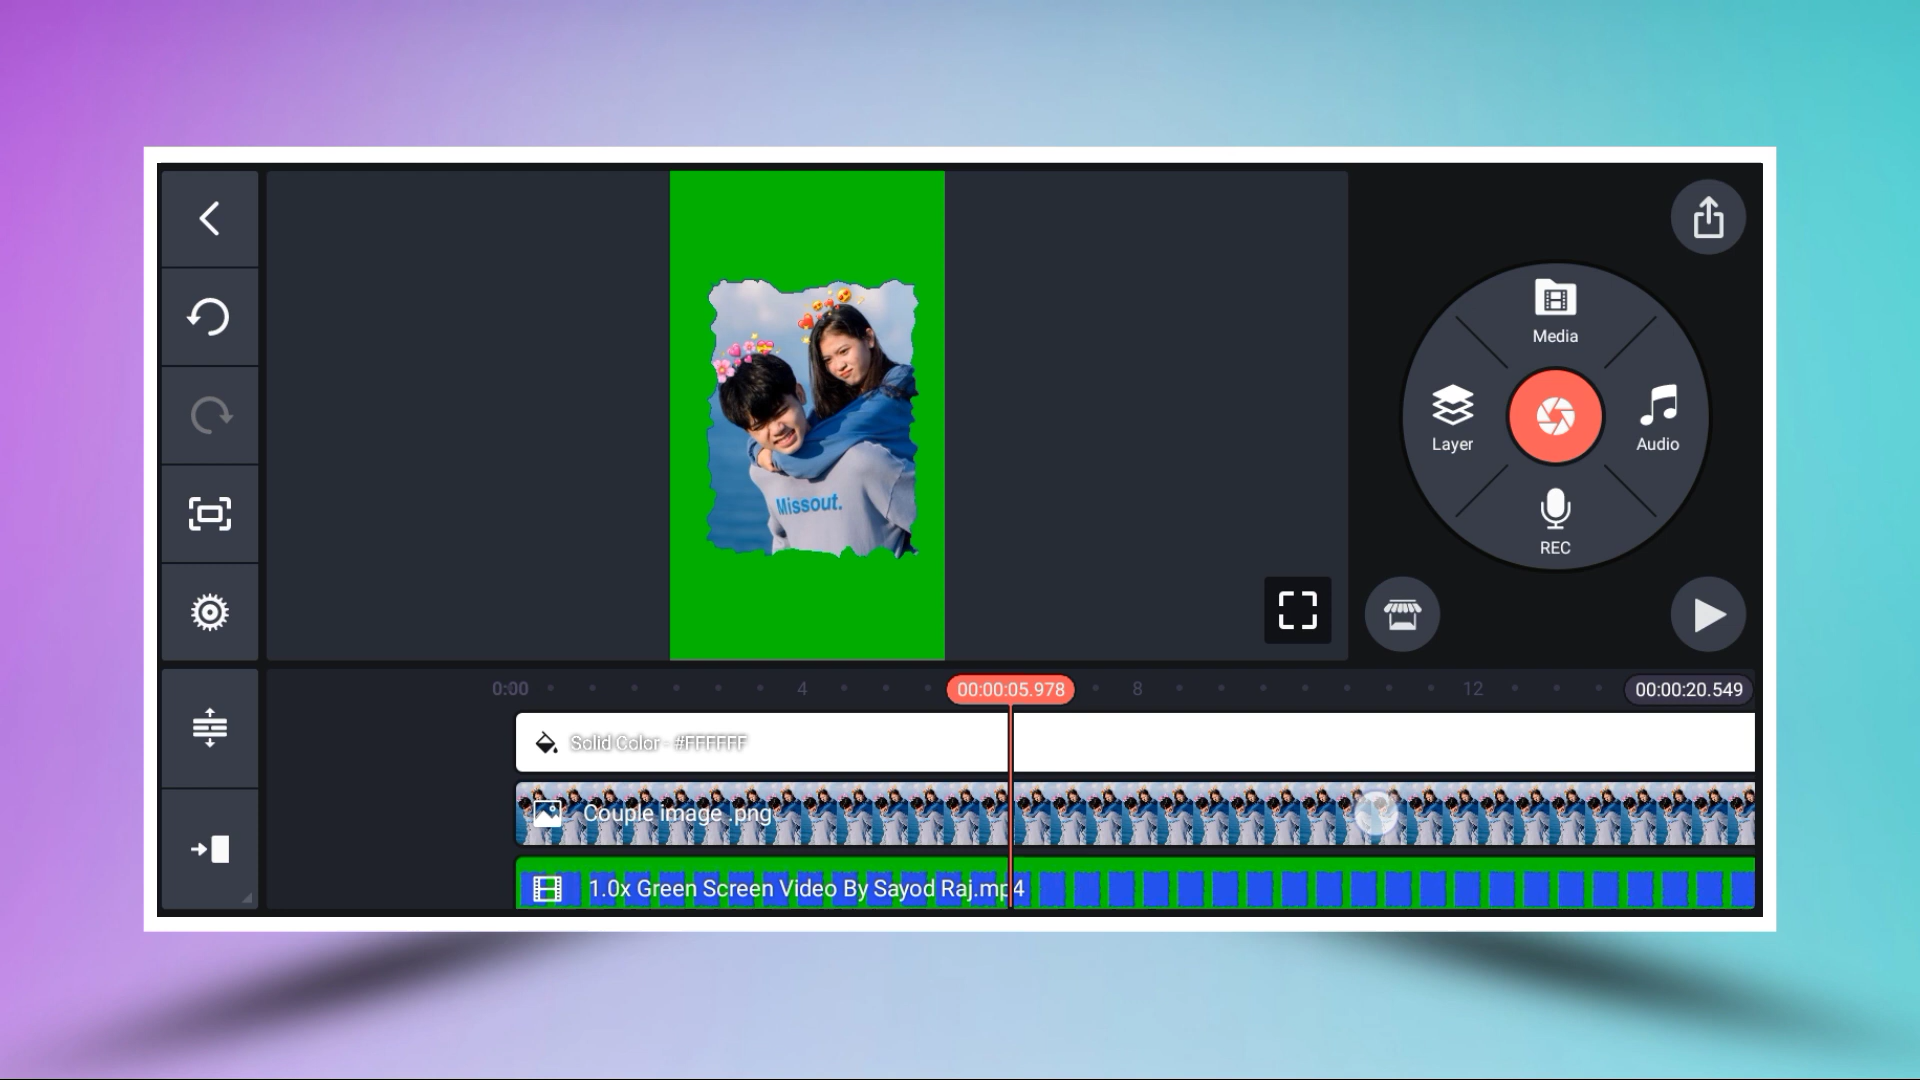 Missout.
Media
Layer
Audio
REC
0:00
4
00:00:05.978
8
12
00:00:20.549
Solid Color - #FFFFFF
Couple image .png
1.0x Green Screen Video By Sayod Raj.mp4